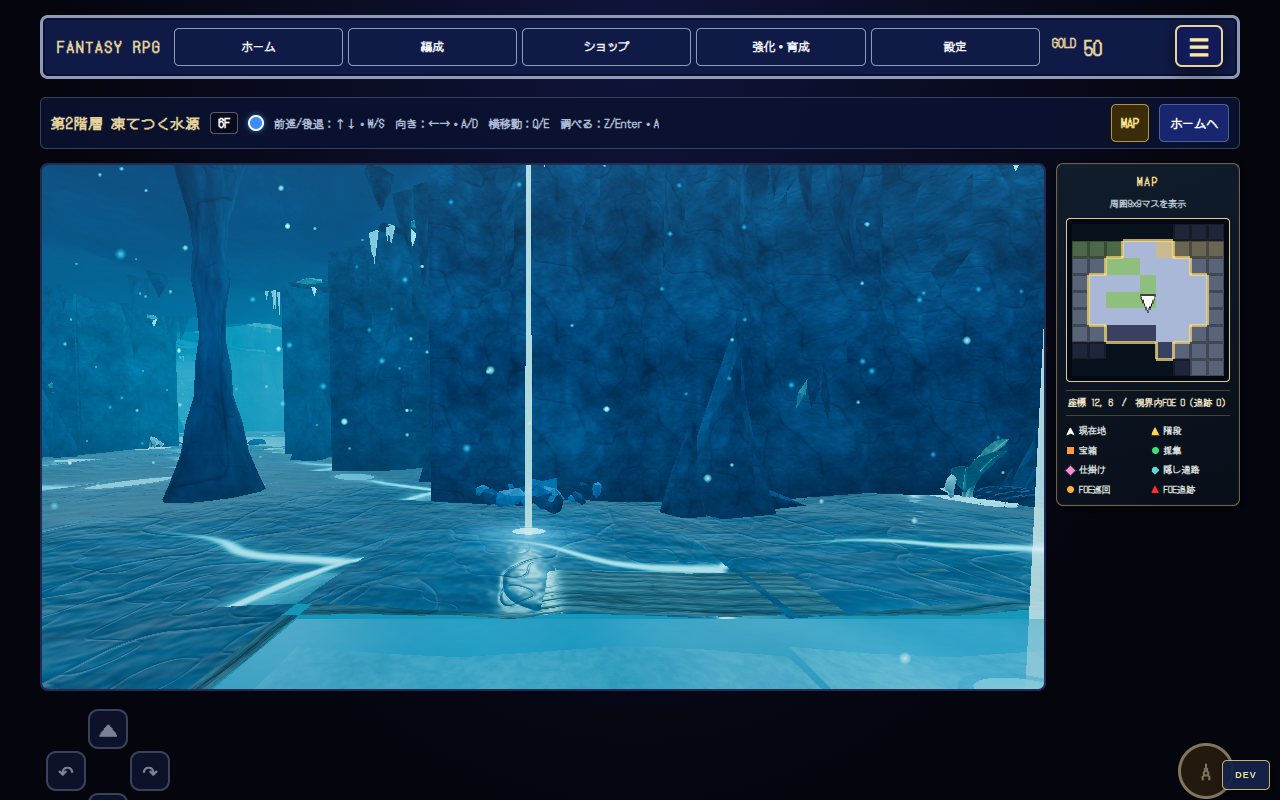 FANTASY RPG
ホーム
編成
ショップ
強化・育成
設定
GOLD 50
第2階層 凍てつく水源
6F
前進/後退：↑↓・W/S 向き：←→・A/D 横移動：Q/E 調べる：Z/Enter・A
MAP
ホームへ
MAP
周囲9x9マスを表示
座標 12, 6 / 視界内FOE 0 (追跡 0)
現在地
階段
宝箱
採集
仕掛け
隠し通路
FOE巡回
FOE追跡
A
DEV